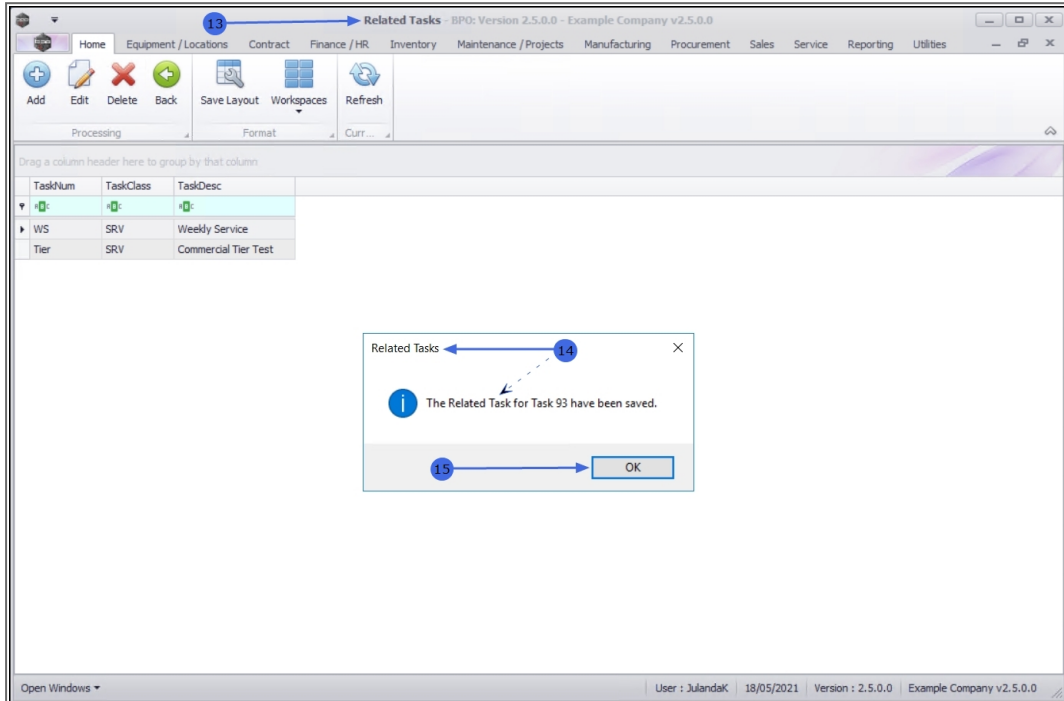 13
Related Tasks - BPO: Version 2.5.0.0 - Example Company v2.5.0.0
Home Equipment / Locations Contract Finance / HR Inventory Maintenance / Projects Manufacturing Procurement Sales Service Reporting Utilities
Add Edit Delete Back Save Layout Workspaces Refresh
Processing Format Curr...
Drag a column header here to group by that column
TaskNum TaskClass TaskDesc
WS SRV Weekly Service
Tier SRV Commercial Tier Test
Related Tasks 14
The Related Task for Task 93 have been saved.
15 OK
Open Windows User : JulandaK 18/05/2021 Version : 2.5.0.0 Example Company v2.5.0.0